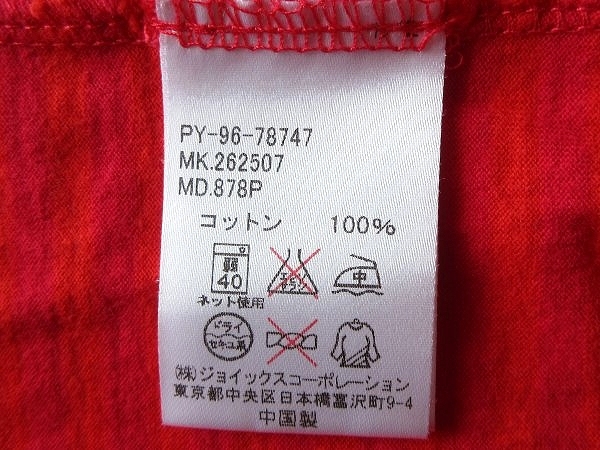 PY-96-78747
MK.262507
MD.878P
コットン 100%
弱 40 エンソ サラシ 中
ネット使用
ドライ セキユ系
㈱ジョイックスコーポレーション
東京都中央区日本橋富沢町9-4
中国製